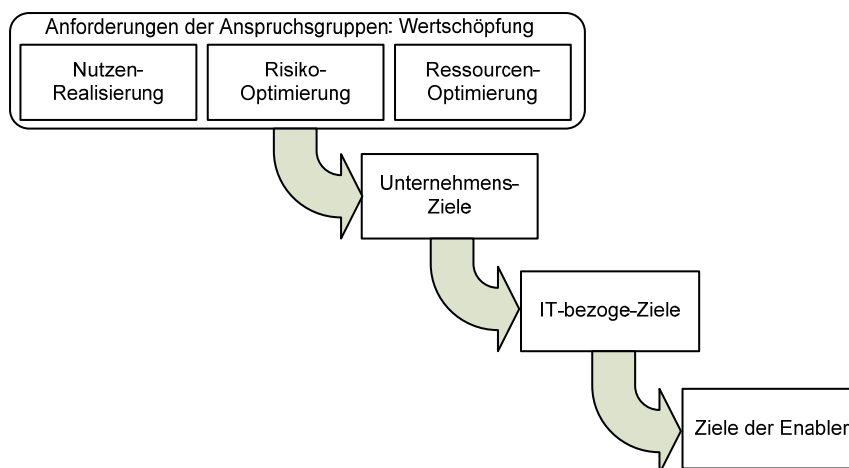 Anforderungen der Anspruchsgruppen: Wertschöpfung
Nutzen-
Realisierung
Risiko-
Optimierung
Ressourcen-
Optimierung
Unternehmens-
Ziele
IT-bezoge-Ziele
Ziele der Enabler